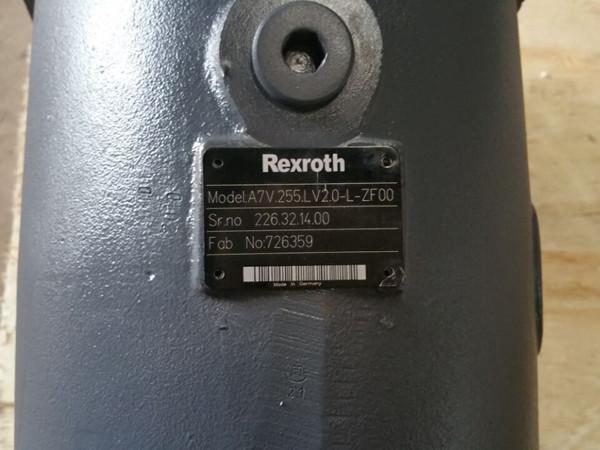 Rexroth
Model.A7V.255.LV2.0-L-ZF00
Sr.no 226.32.14.00
Fab No:726359
Made in Germany
2